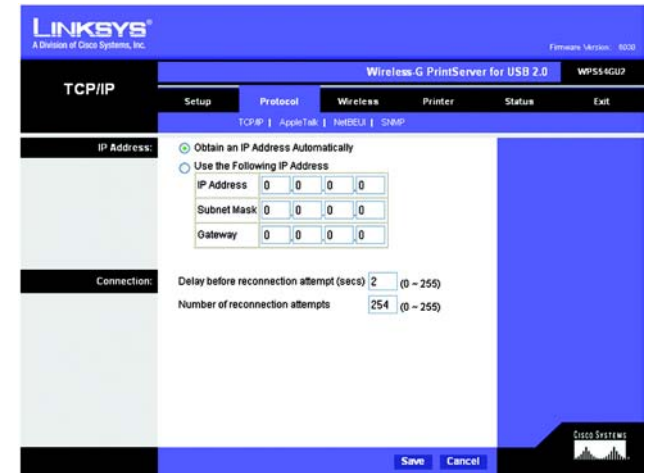 LINKSYS®
A Division of Cisco Systems, Inc.
Firmware Version: 6030
Wireless-G PrintServer for USB 2.0 WPS54GU2
TCP/IP
Setup Protocol Wireless Printer Status Exit
TCP/IP | AppleTalk | NetBEUI | SNMP
IP Address:
Obtain an IP Address Automatically
Use the Following IP Address
IP Address 0 .0 .0 .0
Subnet Mask 0 .0 .0 .0
Gateway 0 .0 .0 .0
Connection:
Delay before reconnection attempt (secs) 2 (0 ~ 255)
Number of reconnection attempts 254 (0 ~ 255)
CISCO SYSTEMS
Save Cancel